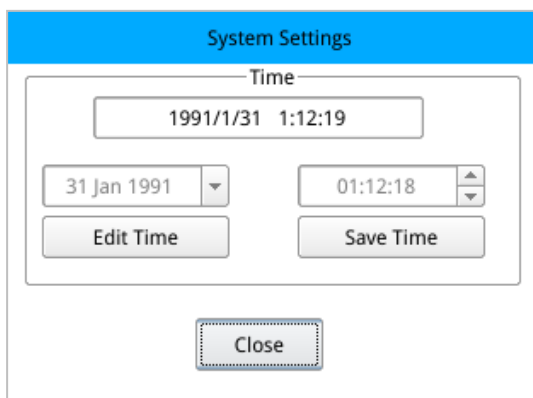 System Settings
Time
1991/1/31 1:12:19
31 Jan 1991 01:12:18
Edit Time Save Time
Close